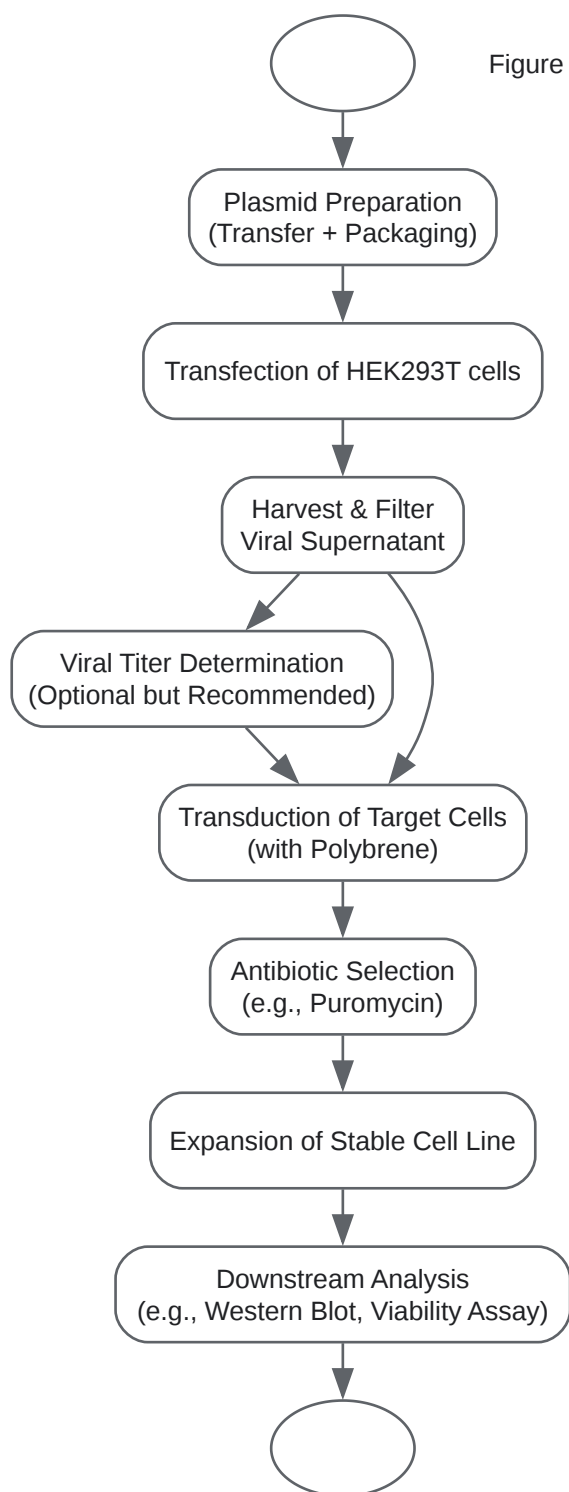 Figure
Plasmid Preparation
(Transfer + Packaging)
Transfection of HEK293T cells
Harvest & Filter
Viral Supernatant
Viral Titer Determination
(Optional but Recommended)
Transduction of Target Cells
(with Polybrene)
Antibiotic Selection
(e.g., Puromycin)
Expansion of Stable Cell Line
Downstream Analysis
(e.g., Western Blot, Viability Assay)